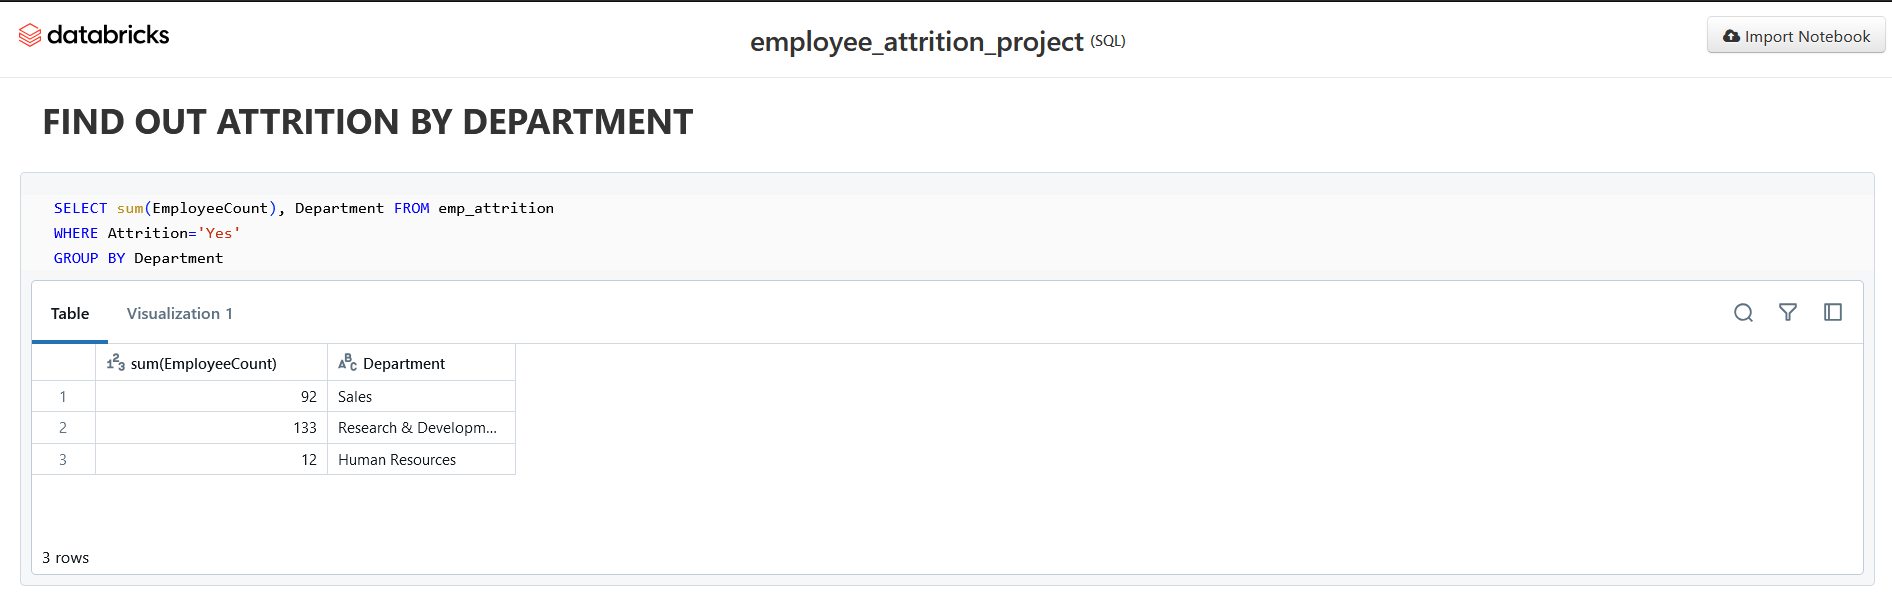 databricks
employee_attrition_project (SQL)
Import Notebook
FIND OUT ATTRITION BY DEPARTMENT
SELECT sum(EmployeeCount), Department FROM emp_attrition
WHERE Attrition='Yes'
GROUP BY Department
Table Visualization 1
123 sum(EmployeeCount) ABC Department
1 92 Sales
2 133 Research & Developm...
3 12 Human Resources
3 rows